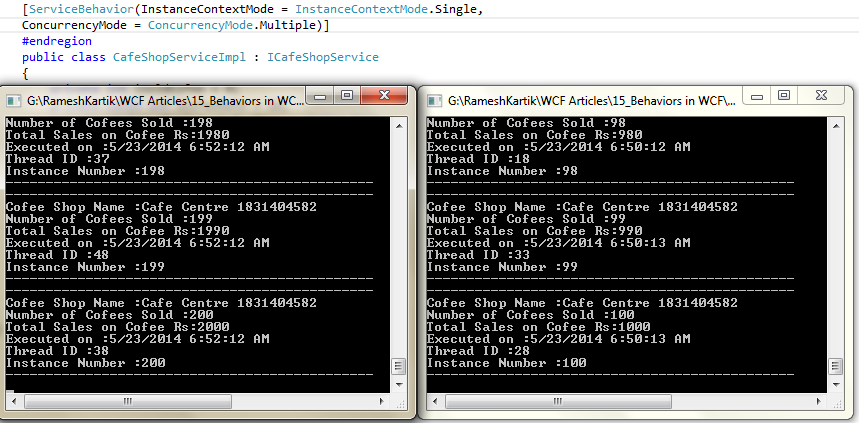 [ServiceBehavior(InstanceContextMode = InstanceContextMode.Single,
ConcurrencyMode = ConcurrencyMode.Multiple)]
#endregion
public class CafeShopServiceImpl : ICafeShopService
{
G:\RameshKartik\WCF Articles\15_Behaviors in WC...
Number of Cofees Sold :198
Total Sales on Cofee Rs:1980
Executed on :5/23/2014 6:52:12 AM
Thread ID :37
Instance Number :198
Cofee Shop Name :Cafe Centre 1831404582
Number of Cofees Sold :199
Total Sales on Cofee Rs:1990
Executed on :5/23/2014 6:52:12 AM
Thread ID :48
Instance Number :199
Cofee Shop Name :Cafe Centre 1831404582
Number of Cofees Sold :200
Total Sales on Cofee Rs:2000
Executed on :5/23/2014 6:52:12 AM
Thread ID :38
Instance Number :200
G:\RameshKartik\WCF Articles\15_Behaviors in WCF\...
Number of Cofees Sold :98
Total Sales on Cofee Rs:980
Executed on :5/23/2014 6:50:12 AM
Thread ID :18
Instance Number :98
Cofee Shop Name :Cafe Centre 1831404582
Number of Cofees Sold :99
Total Sales on Cofee Rs:990
Executed on :5/23/2014 6:50:13 AM
Thread ID :33
Instance Number :99
Cofee Shop Name :Cafe Centre 1831404582
Number of Cofees Sold :100
Total Sales on Cofee Rs:1000
Executed on :5/23/2014 6:50:13 AM
Thread ID :28
Instance Number :100